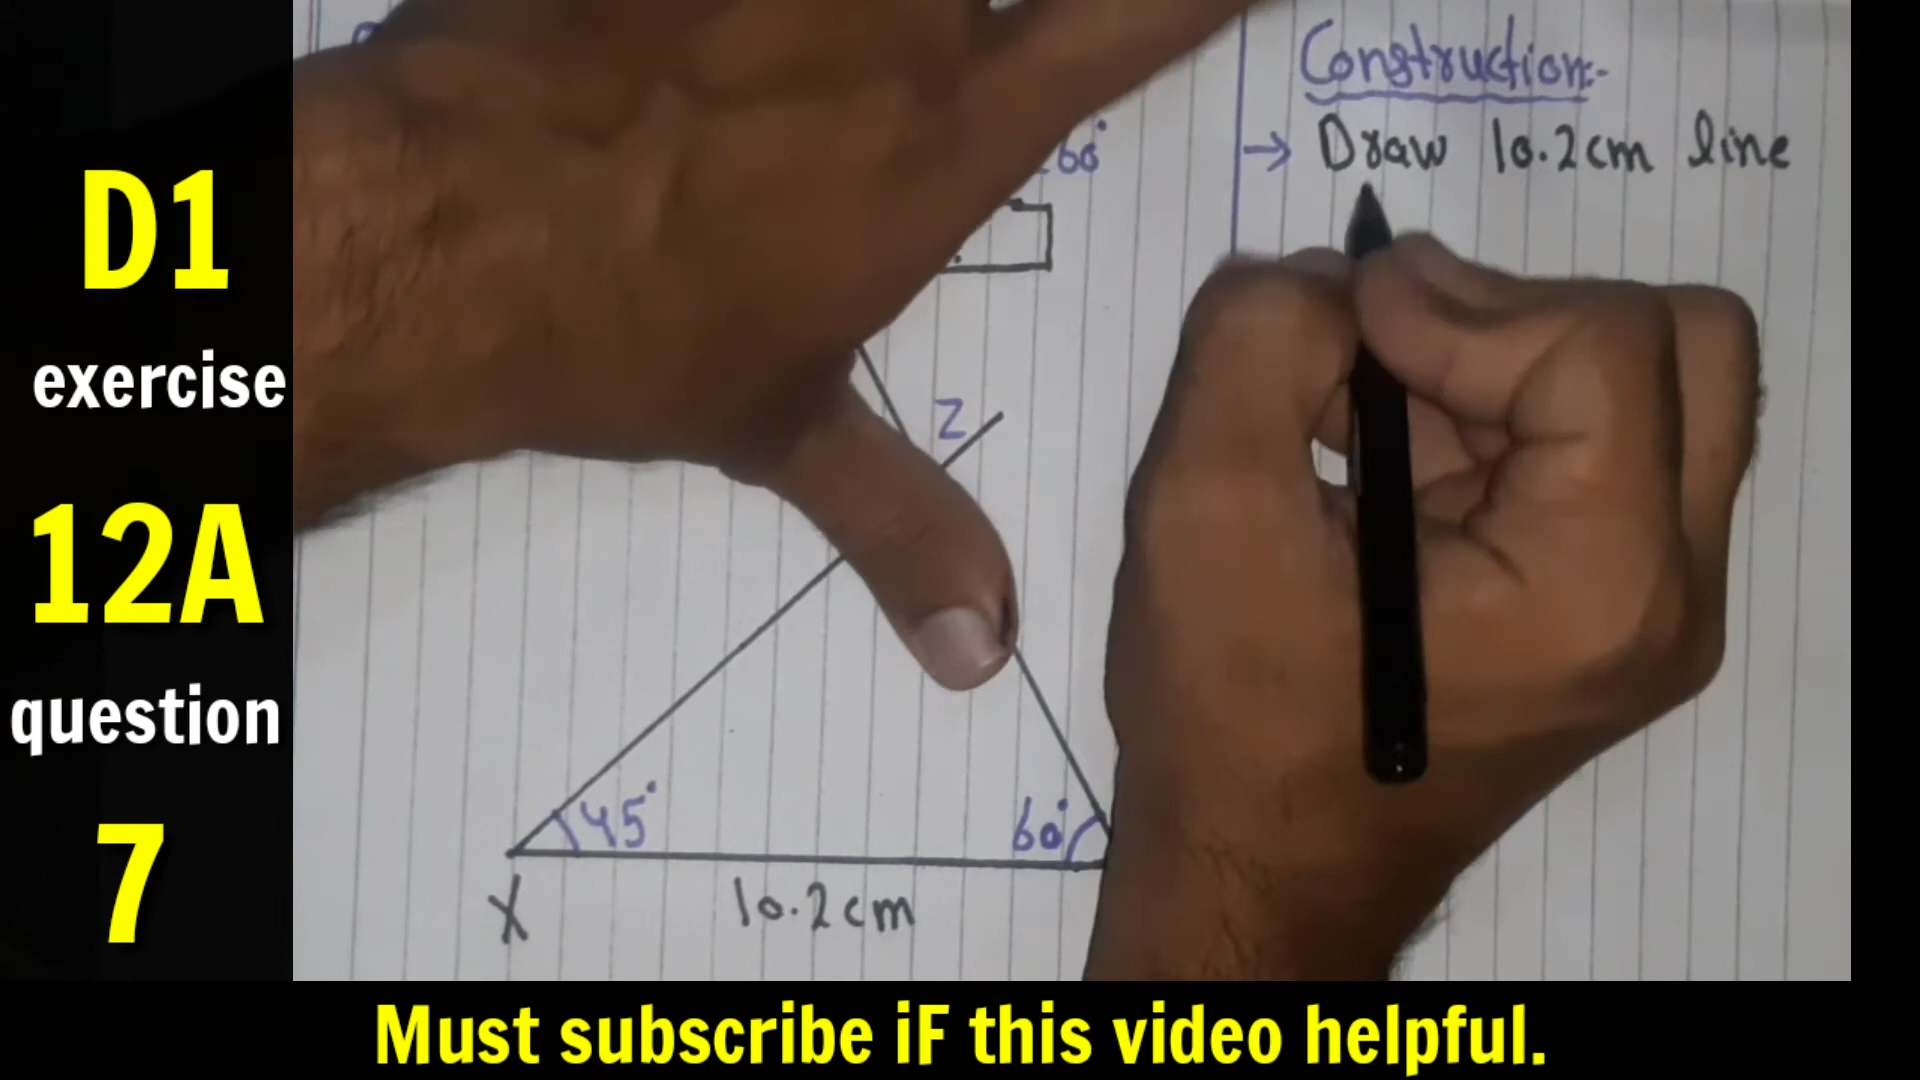 D1
exercise
12A
question
7
Construction:-
→ Draw 10.2cm line
60°
Z
45°
60°
X
10.2cm
Must subscribe iF this video helpful.